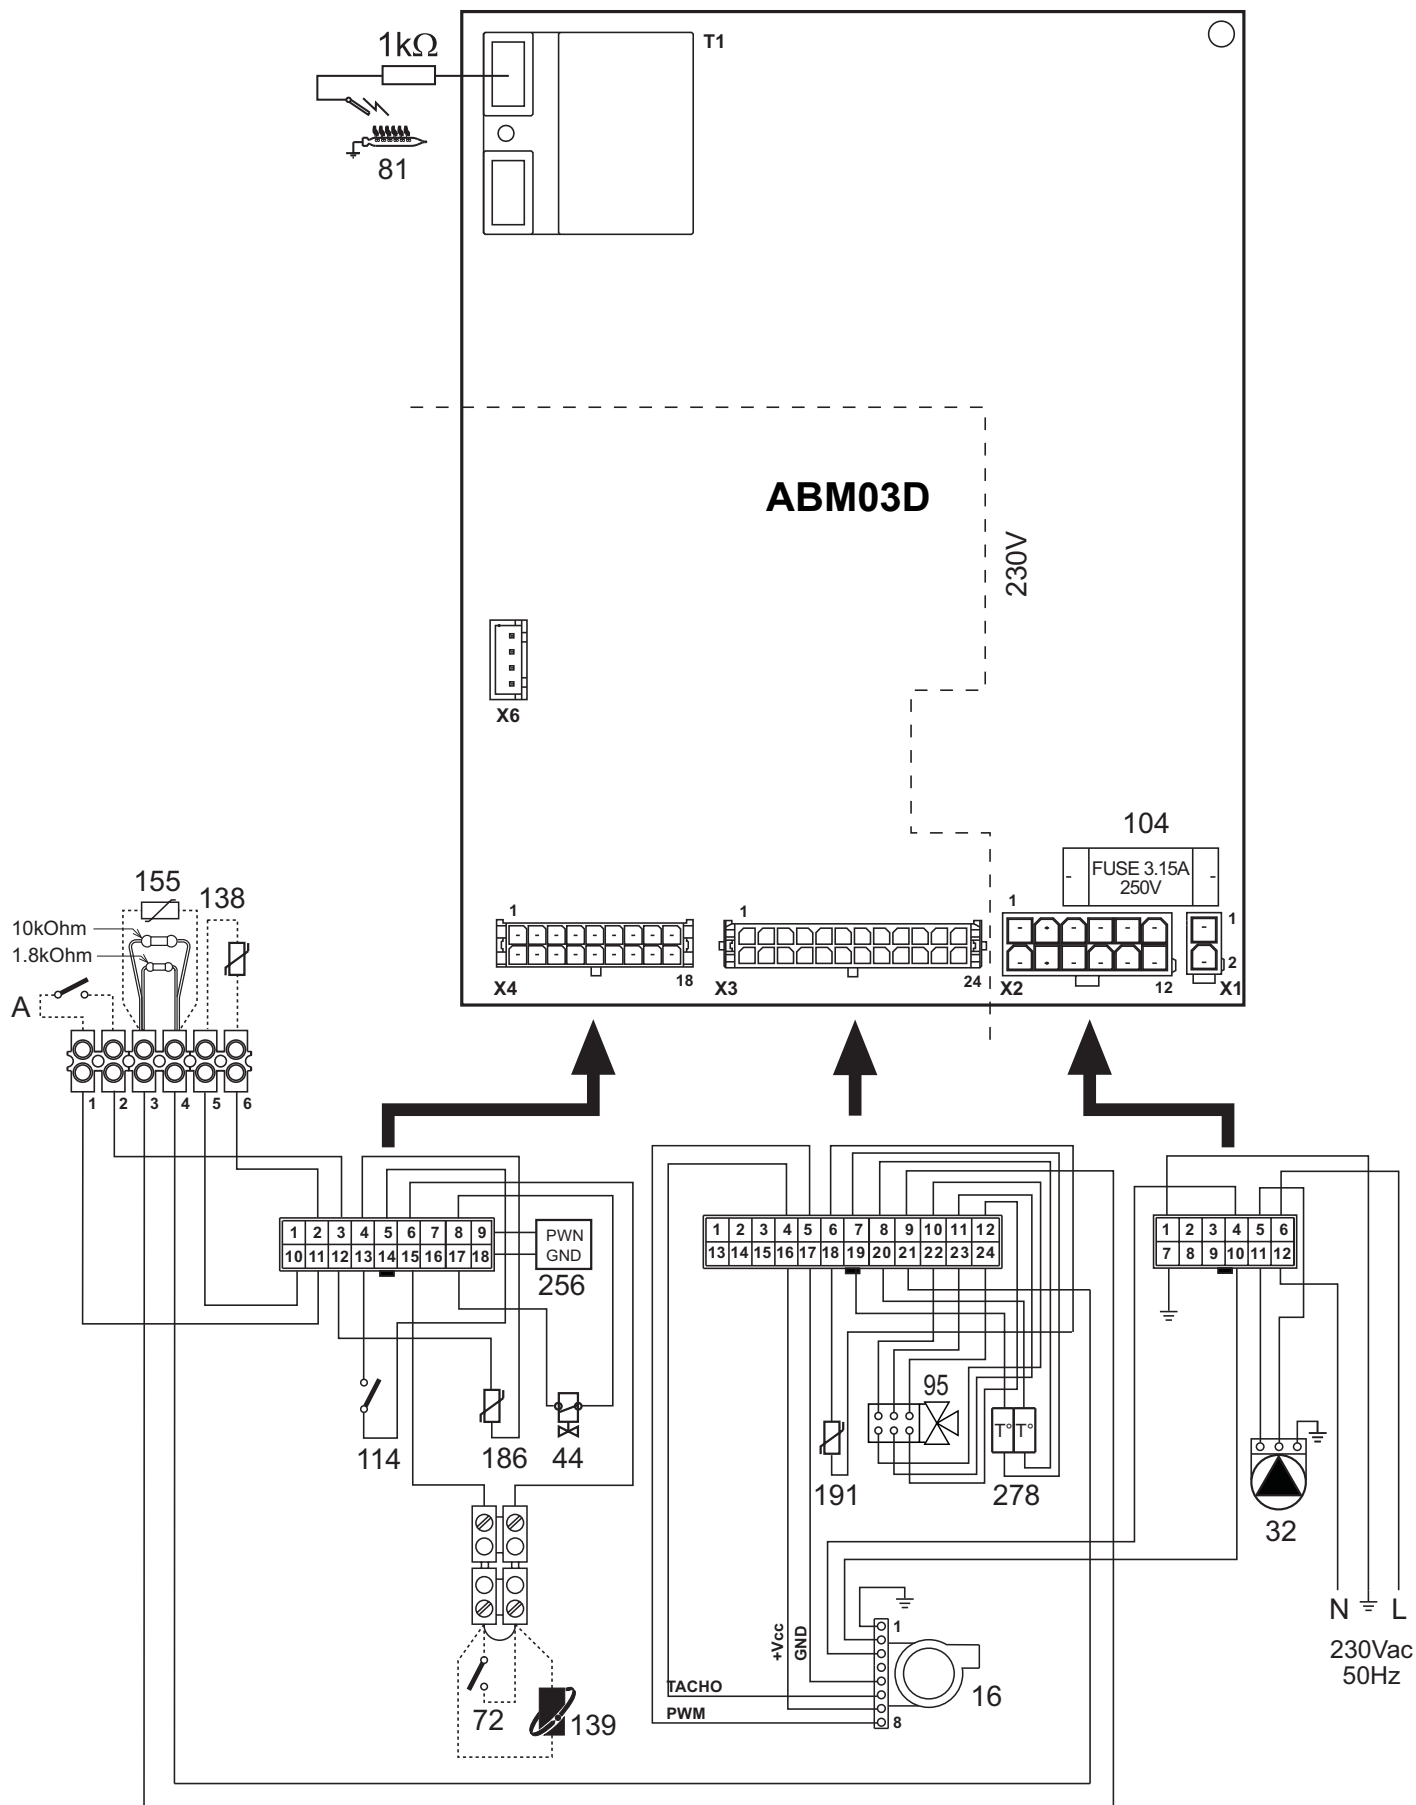 1kΩ
T1
81
ABM03D
230V
X6
104
FUSE 3.15A
250V
155
138
10kOhm
1.8kOhm
A
1
1
1
1
X4
18
X3
24
X2
12
2
X1
1 2 3 4 5 6
1 2 3 4 5 6 7 8 9
10 11 12 13 14 15 16 17 18
PWN
GND
256
1 2 3 4 5 6 7 8 9 10 11 12
13 14 15 16 17 18 19 20 21 22 23 24
1 2 3 4 5 6
7 8 9 10 11 12
114
186
44
191
95
T° T°
278
32
N L
230Vac
50Hz
+Vcc
GND
TACHO
PWM
1
8
16
72
139